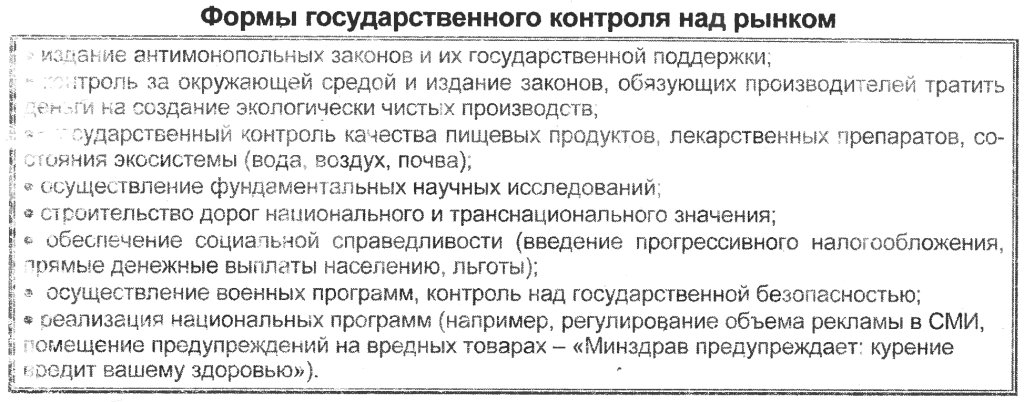 Формы государственного контроля над рынком
• издание антимонопольных законов и их государственной поддержки;
• контроль за окружающей средой и издание законов, обязующих производителей тратить
деньги на создание экологически чистых производств;
• государственный контроль качества пищевых продуктов, лекарственных препаратов, со-
стояния экосистемы (вода, воздух, почва);
• осуществление фундаментальных научных исследований;
• строительство дорог национального и транснационального значения;
• обеспечение социальной справедливости (введение прогрессивного налогообложения,
прямые денежные выплаты населению, льготы);
• осуществление военных программ, контроль над государственной безопасностью;
• реализация национальных программ (например, регулирование объема рекламы в СМИ,
помещение предупреждений на вредных товарах – «Минздрав предупреждает: курение
вредит вашему здоровью»).